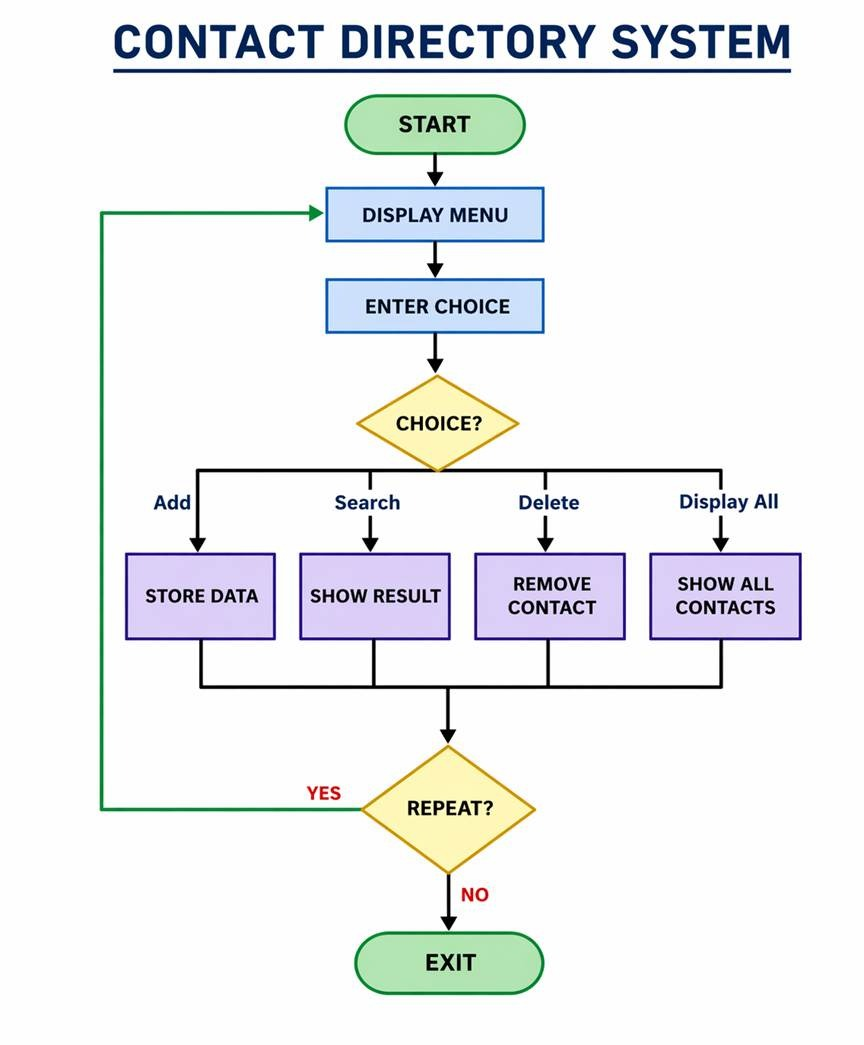 CONTACT DIRECTORY SYSTEM
START
DISPLAY MENU
ENTER CHOICE
CHOICE?
Add
Search
Delete
Display All
STORE DATA
SHOW RESULT
REMOVE
CONTACT
SHOW ALL
CONTACTS
YES
REPEAT?
NO
EXIT